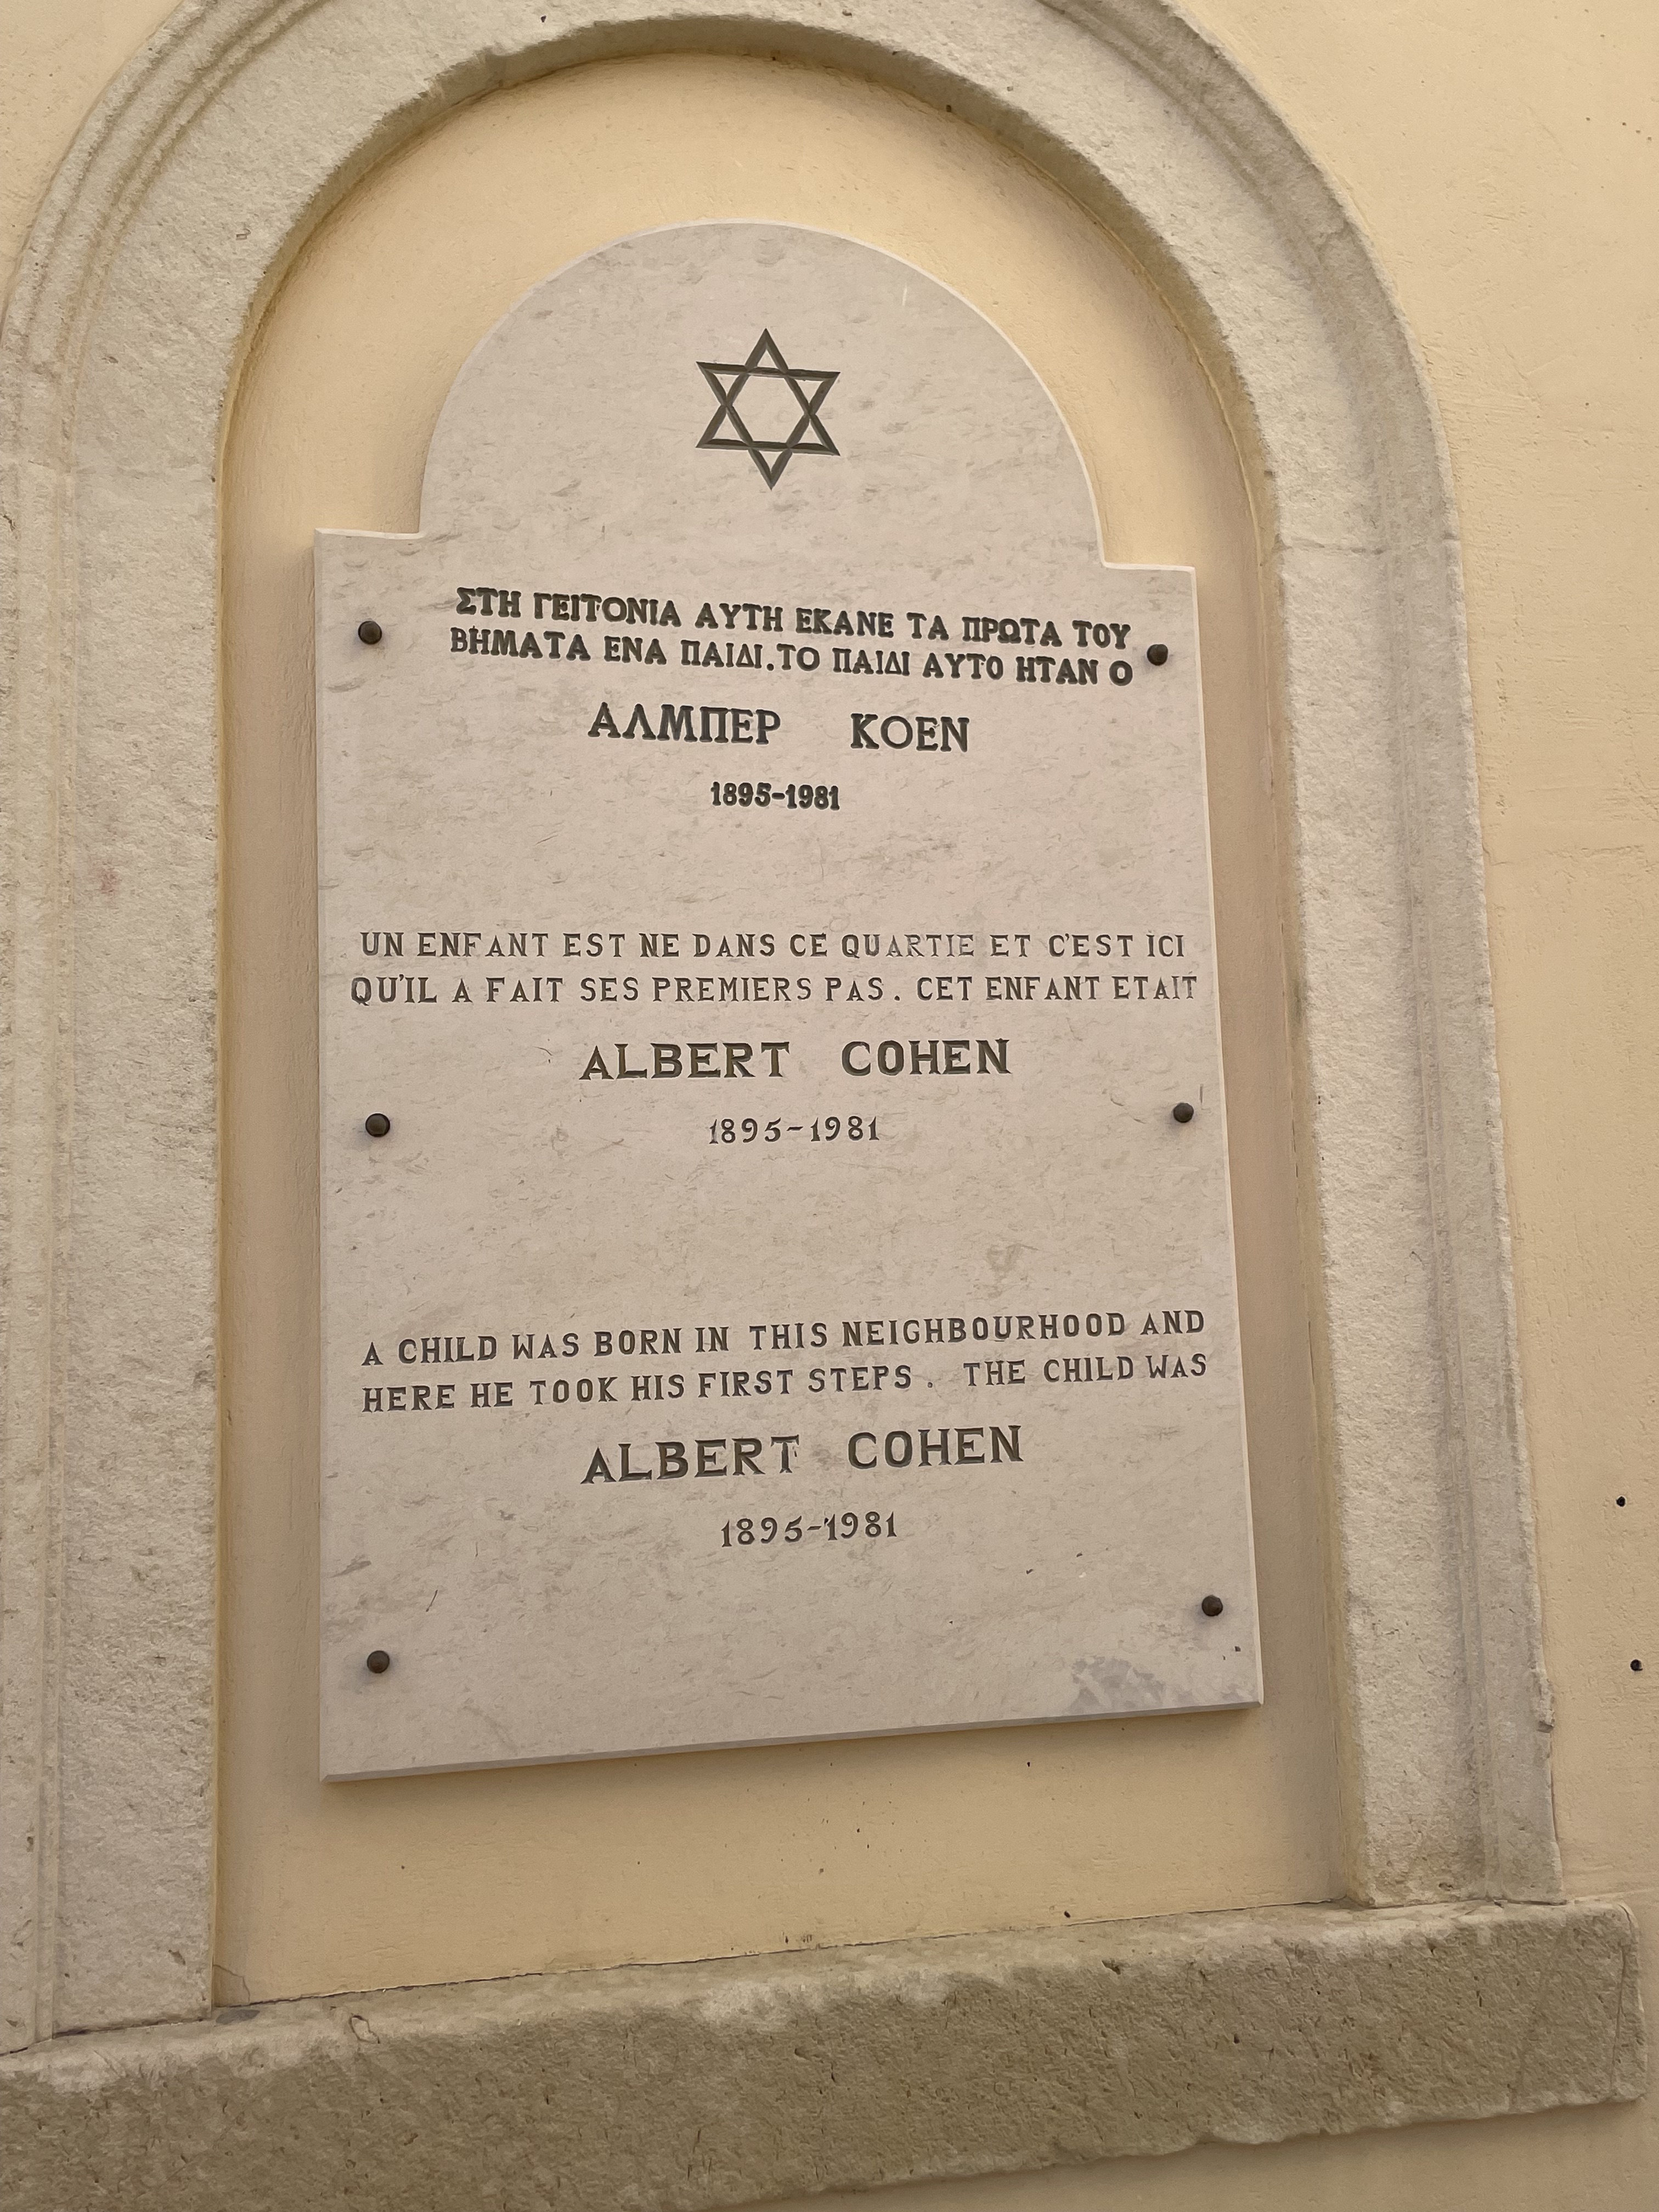 ΣΤΗ ΓΕΙΤΟΝΙΑ ΑΥΤΗ ΕΚΑΝΕ ΤΑ ΠΡΩΤΑ ΤΟΥ
ΒΗΜΑΤΑ ΕΝΑ ΠΑΙΔΙ.ΤΟ ΠΑΙΔΙ ΑΥΤΟ ΗΤΑΝ Ο
ΑΛΜΠΕΡ ΚΟΕΝ
1895-1981
UN ENFANT EST NE DANS CE QUARTIE ET C'EST ICI
QU'IL A FAIT SES PREMIERS PAS. CET ENFANT ETAIT
ALBERT COHEN
1895-1981
A CHILD WAS BORN IN THIS NEIGHBOURHOOD AND
HERE HE TOOK HIS FIRST STEPS. THE CHILD WAS
ALBERT COHEN
1895-1981